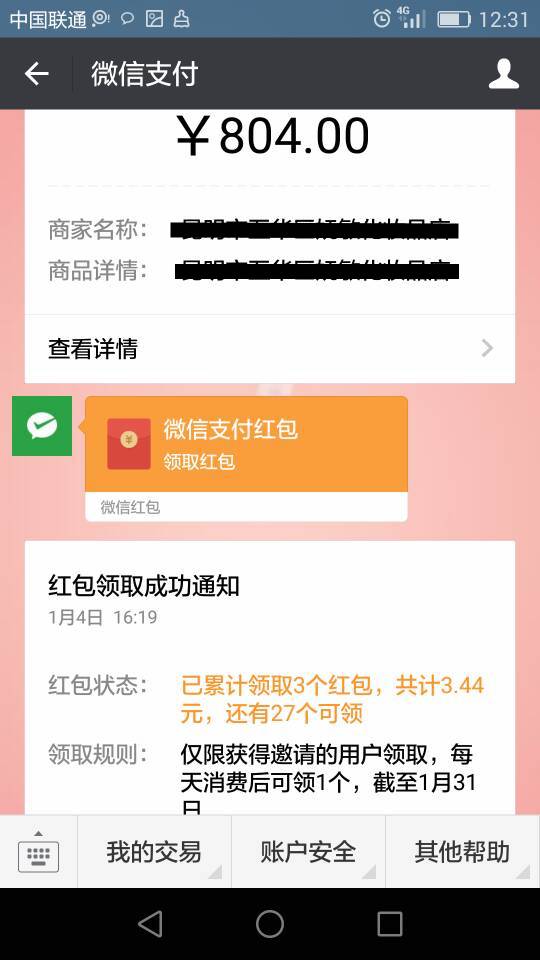 中国联通
4G
12:31
微信支付
￥804.00
商家名称：
商品详情：
查看详情
微信支付红包
领取红包
微信红包
红包领取成功通知
1月4日 16:19
红包状态：
已累计领取3个红包，共计3.44
元，还有27个可领
领取规则：
仅限获得邀请的用户领取，每
天消费后可领1个，截至1月31
日
我的交易
账户安全
其他帮助